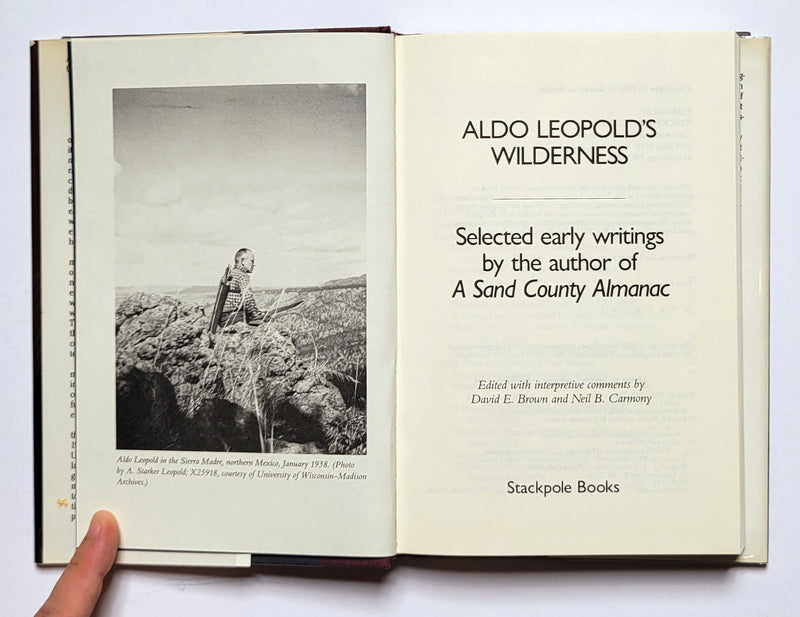 Aldo Leopold in the Sierra Madre, northern Mexico, January 1938. (Photo
by A. Starker Leopold; X25918, courtesy of University of Wisconsin–Madison
Archives.)
ALDO LEOPOLD'S
WILDERNESS
Selected early writings
by the author of
A Sand County Almanac
Edited with interpretive comments by
David E. Brown and Neil B. Carmony
Stackpole Books